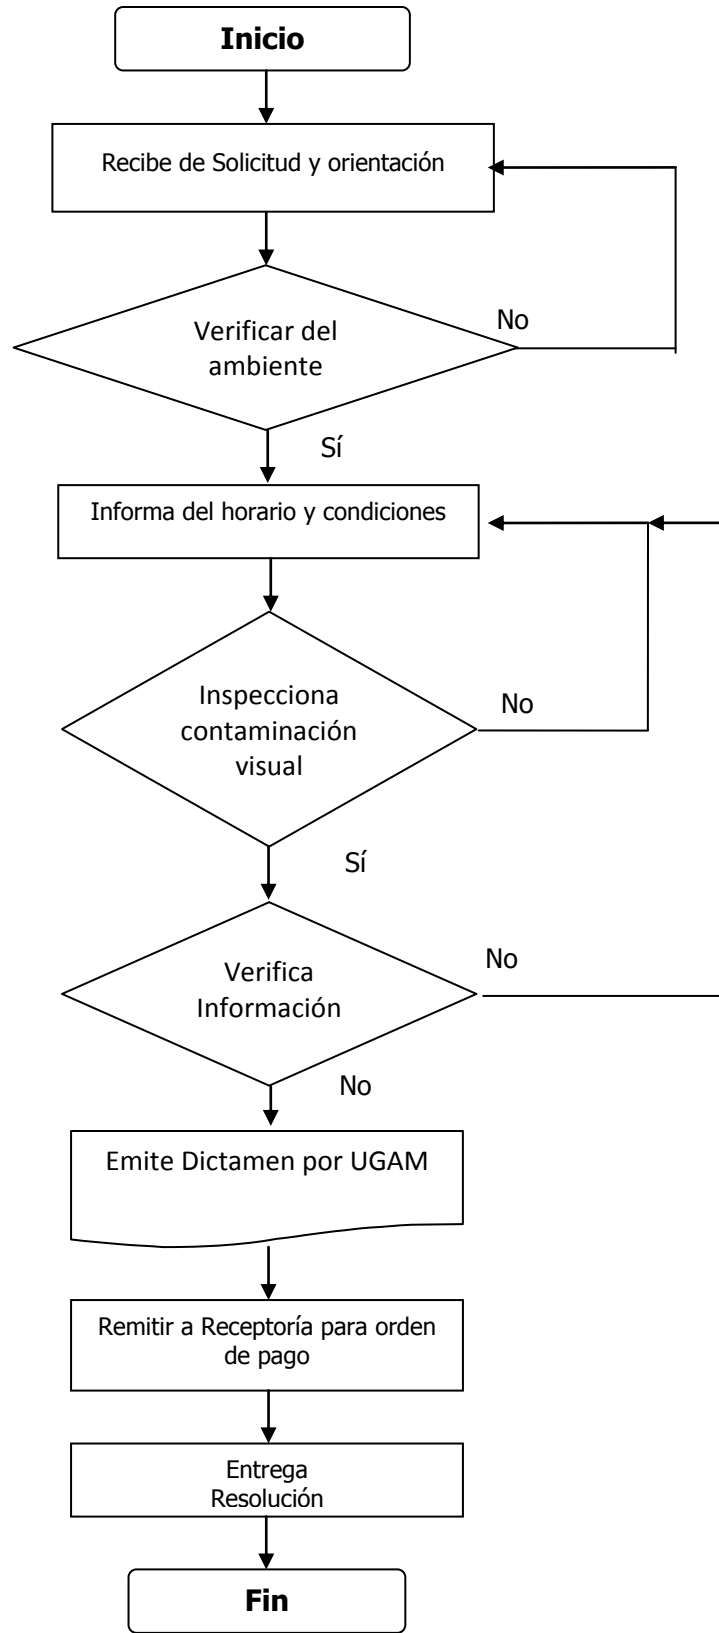 Inicio
Recibe de Solicitud y orientación
Verificar del
ambiente
No
Sí
Informa del horario y condiciones
Inspecciona
contaminación
visual
No
Sí
Verifica
Información
No
No
Emite Dictamen por UGAM
Remitir a Receptoría para orden
de pago
Entrega
Resolución
Fin